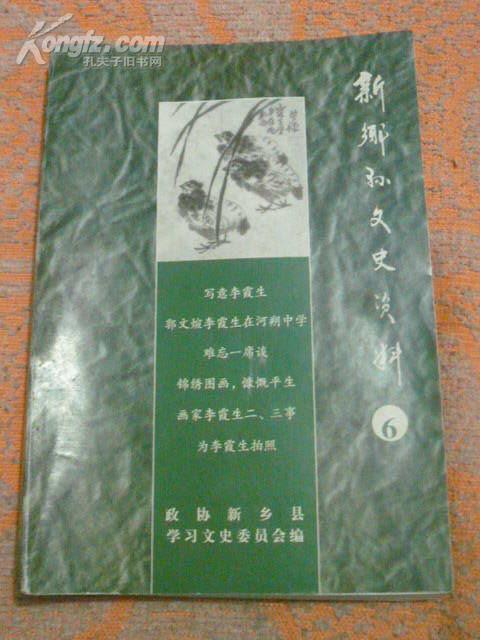 Kongfz.com
孔夫子旧书网
新鄉县文史資料
6
写意李霞生
郭文煊李霞生在河朔中学
难忘一席谈
锦绣图画，慷慨平生
画家李霞生二、三事
为李霞生拍照
政协新乡县
学习文史委员会编